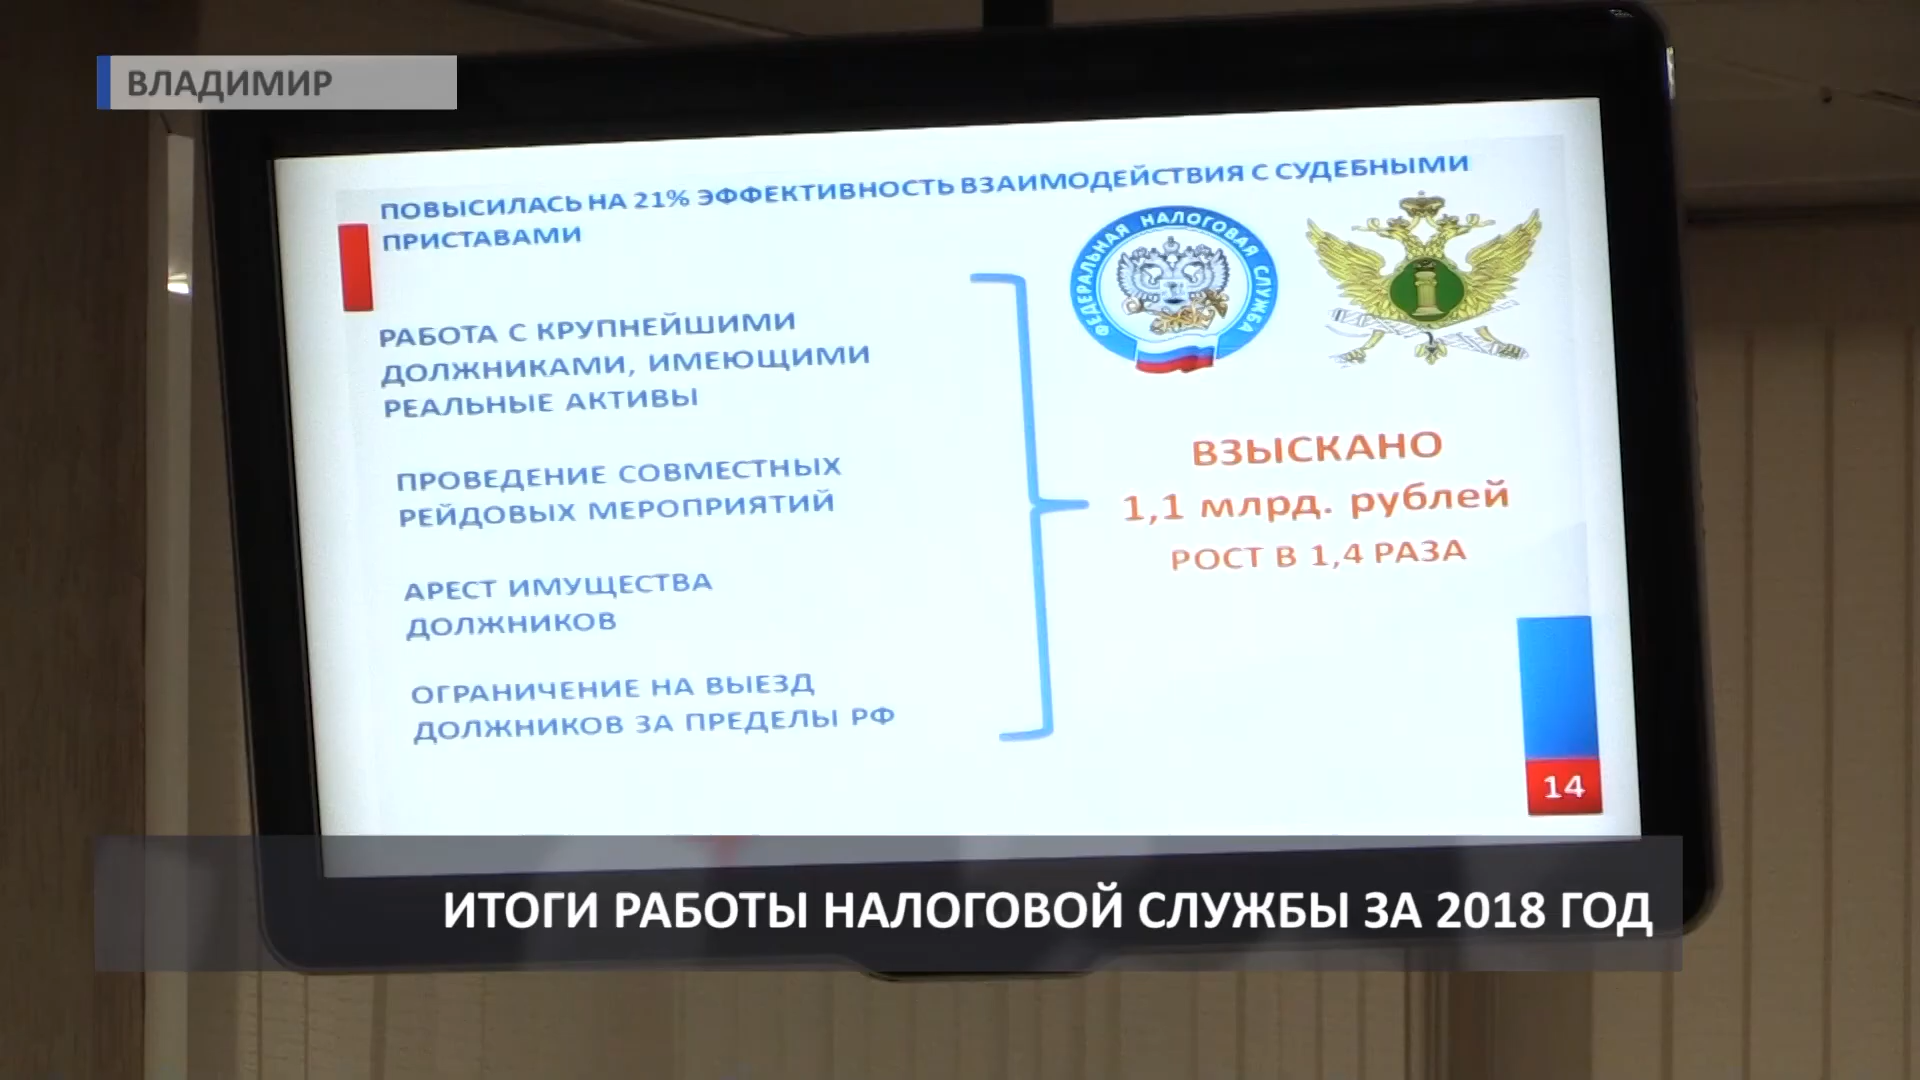 ВЛАДИМИР
ПОВЫСИЛАСЬ НА 21% ЭФФЕКТИВНОСТЬ ВЗАИМОДЕЙСТВИЯ С СУДЕБНЫМИ
ПРИСТАВАМИ
ФЕДЕРАЛЬНАЯ НАЛОГОВАЯ СЛУЖБА
РАБОТА С КРУПНЕЙШИМИ
ДОЛЖНИКАМИ, ИМЕЮЩИМИ
РЕАЛЬНЫЕ АКТИВЫ
ПРОВЕДЕНИЕ СОВМЕСТНЫХ
РЕЙДОВЫХ МЕРОПРИЯТИЙ
АРЕСТ ИМУЩЕСТВА
ДОЛЖНИКОВ
ОГРАНИЧЕНИЕ НА ВЫЕЗД
ДОЛЖНИКОВ ЗА ПРЕДЕЛЫ РФ
ВЗЫСКАНО
1,1 млрд. рублей
РОСТ В 1,4 РАЗА
14
ИТОГИ РАБОТЫ НАЛОГОВОЙ СЛУЖБЫ ЗА 2018 ГОД